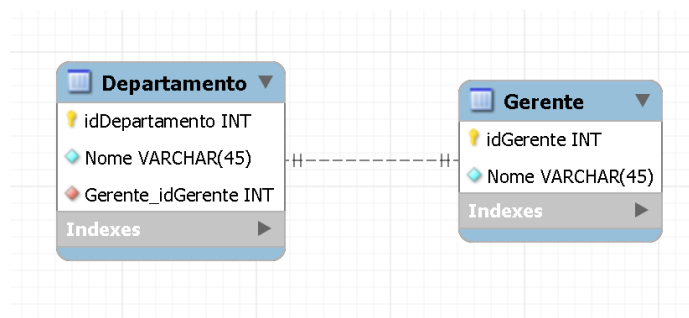 Departamento
idDepartamento INT
Nome VARCHAR(45)
Gerente_idGerente INT
Indexes
Gerente
idGerente INT
Nome VARCHAR(45)
Indexes